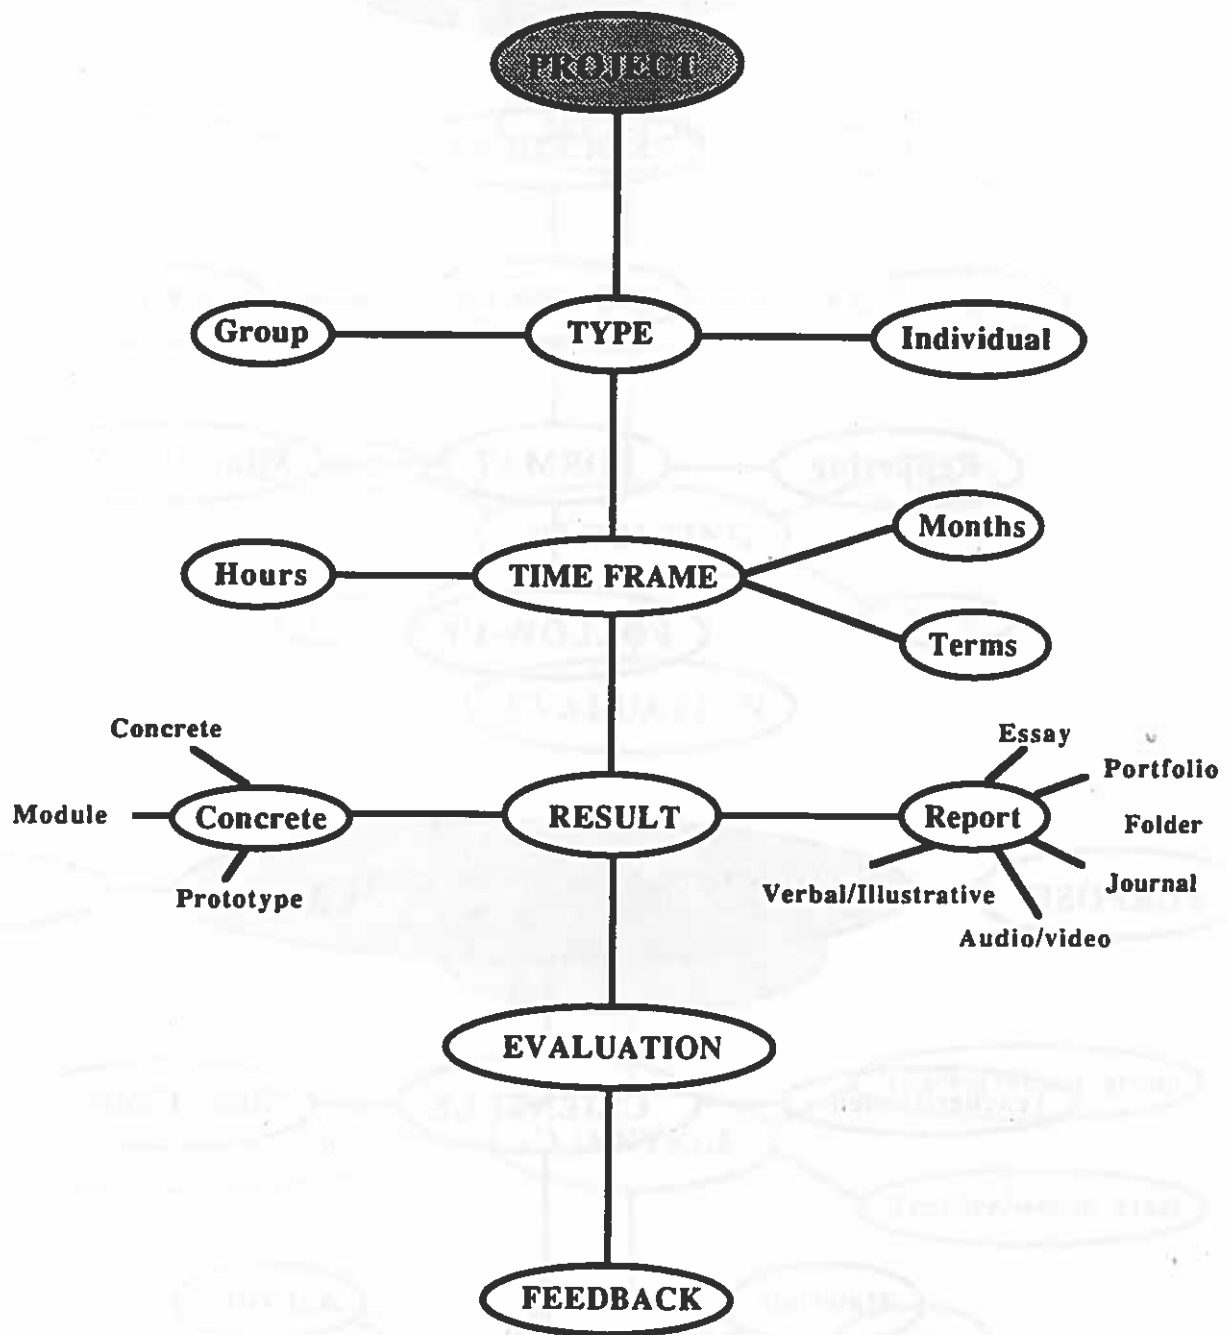 PROJECT
Group TYPE Individual
Months
Hours TIME FRAME
Terms
Concrete
Essay
Portfolio
Module Concrete RESULT Report
Folder
Journal
Prototype
Verbal/Illustrative
Audio/video
EVALUATION
FEEDBACK